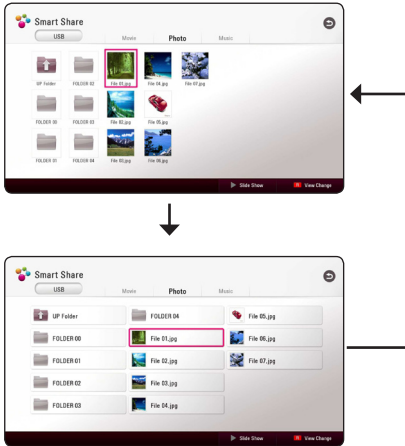 Smart Share
USB Movie Photo Music
UP Folder FOLDER 02 File 01.jpg File 04.jpg File 07.jpg
FOLDER 00 FOLDER 03 File 02.jpg File 05.jpg
FOLDER 01 FOLDER 04 File 03.jpg File 06.jpg
Slide Show R View Change
Smart Share
USB Movie Photo Music
UP Folder FOLDER 04 File 05.jpg
FOLDER 00 File 01.jpg File 06.jpg
FOLDER 01 File 02.jpg File 07.jpg
FOLDER 02 File 03.jpg
FOLDER 03 File 04.jpg
Slide Show R View Change